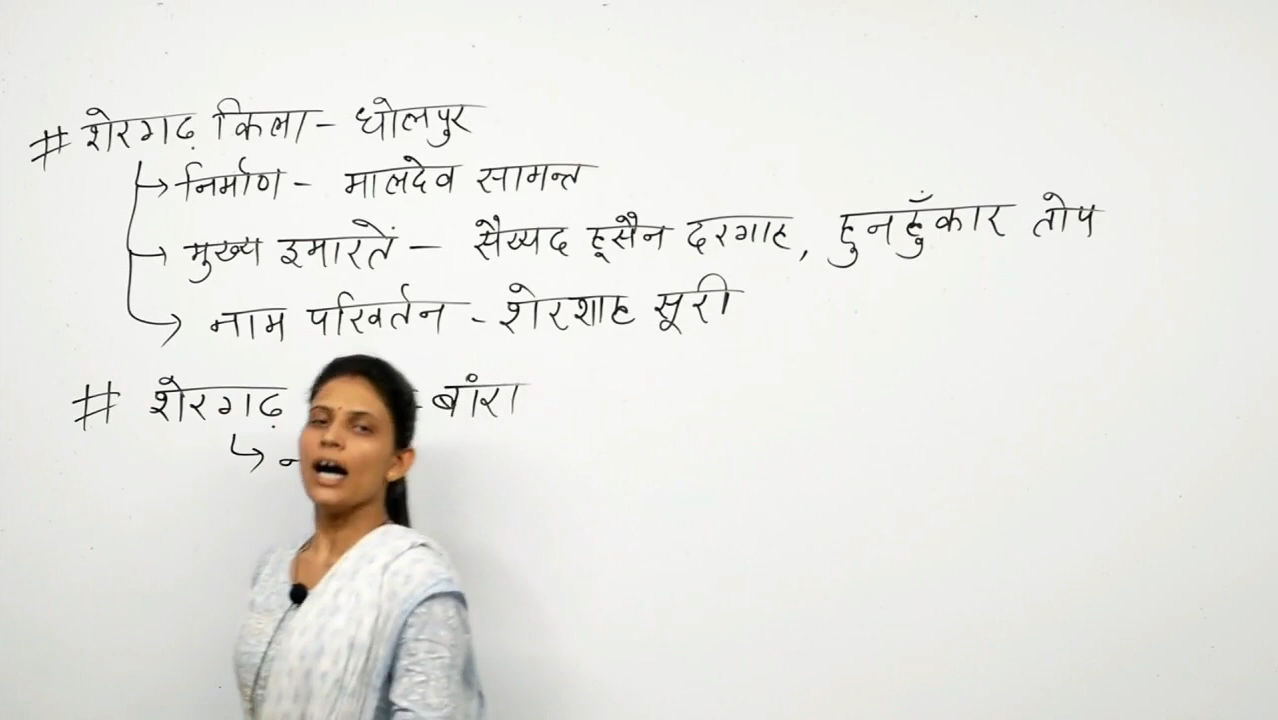 # शेरगढ़ किला - धोलपुर
→ निर्माण - मालदेव सामन्त
→ मुख्य इमारतें - सैय्यद हूसैन दरगाह, हुनहुँकार तोप
→ नाम परिवर्तन - शेरशाह सूरी
# शेरगढ़ - बांरा